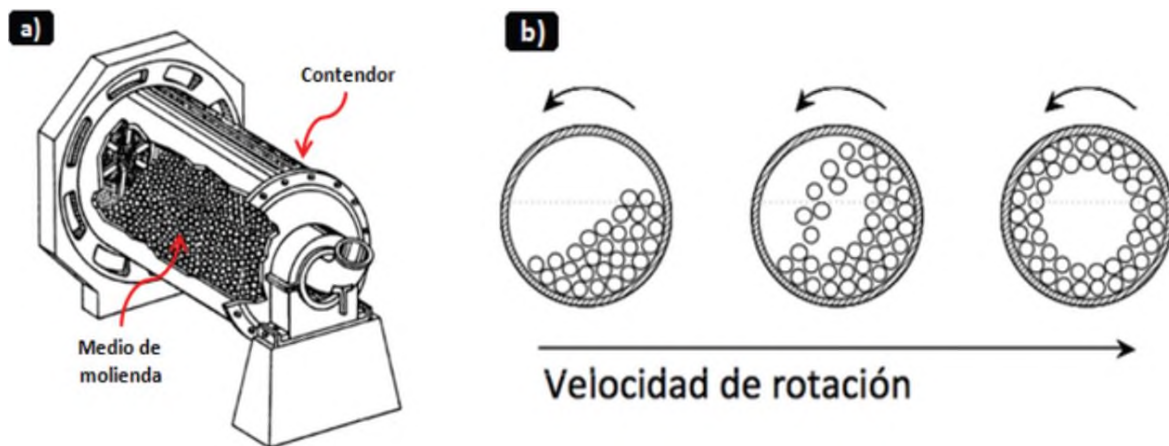 a)
Contendor
Medio de
molienda
b)
Velocidad de rotación